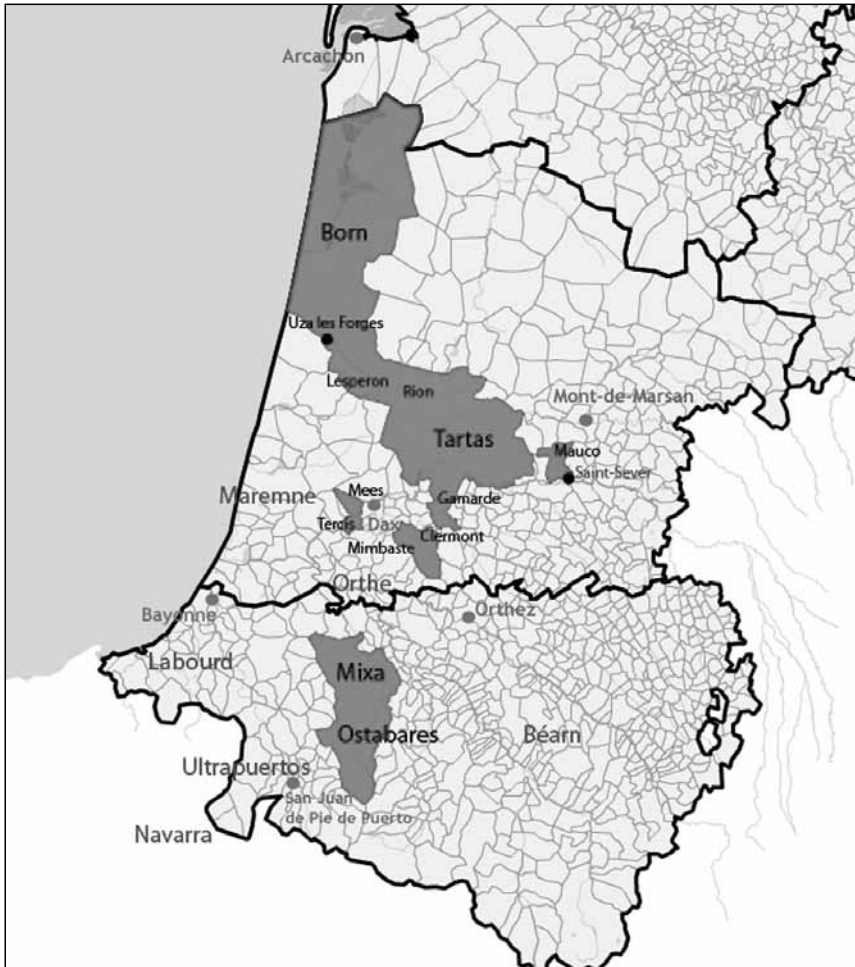 Arcachon
Born
Uza les Forges
Lesperon
Rion
Mont-de-Marsan
Tartas
Mauco
Saint-Sever
Maremne
Mees
Gamarde
Tercis
Dax
Clermont
Mimbaste
Orthe
Bayonne
Orthez
Labourd
Mixa
Ostabares
Béarn
Ultrapuertos
San Juan
de Pie de Puerto
Navarra